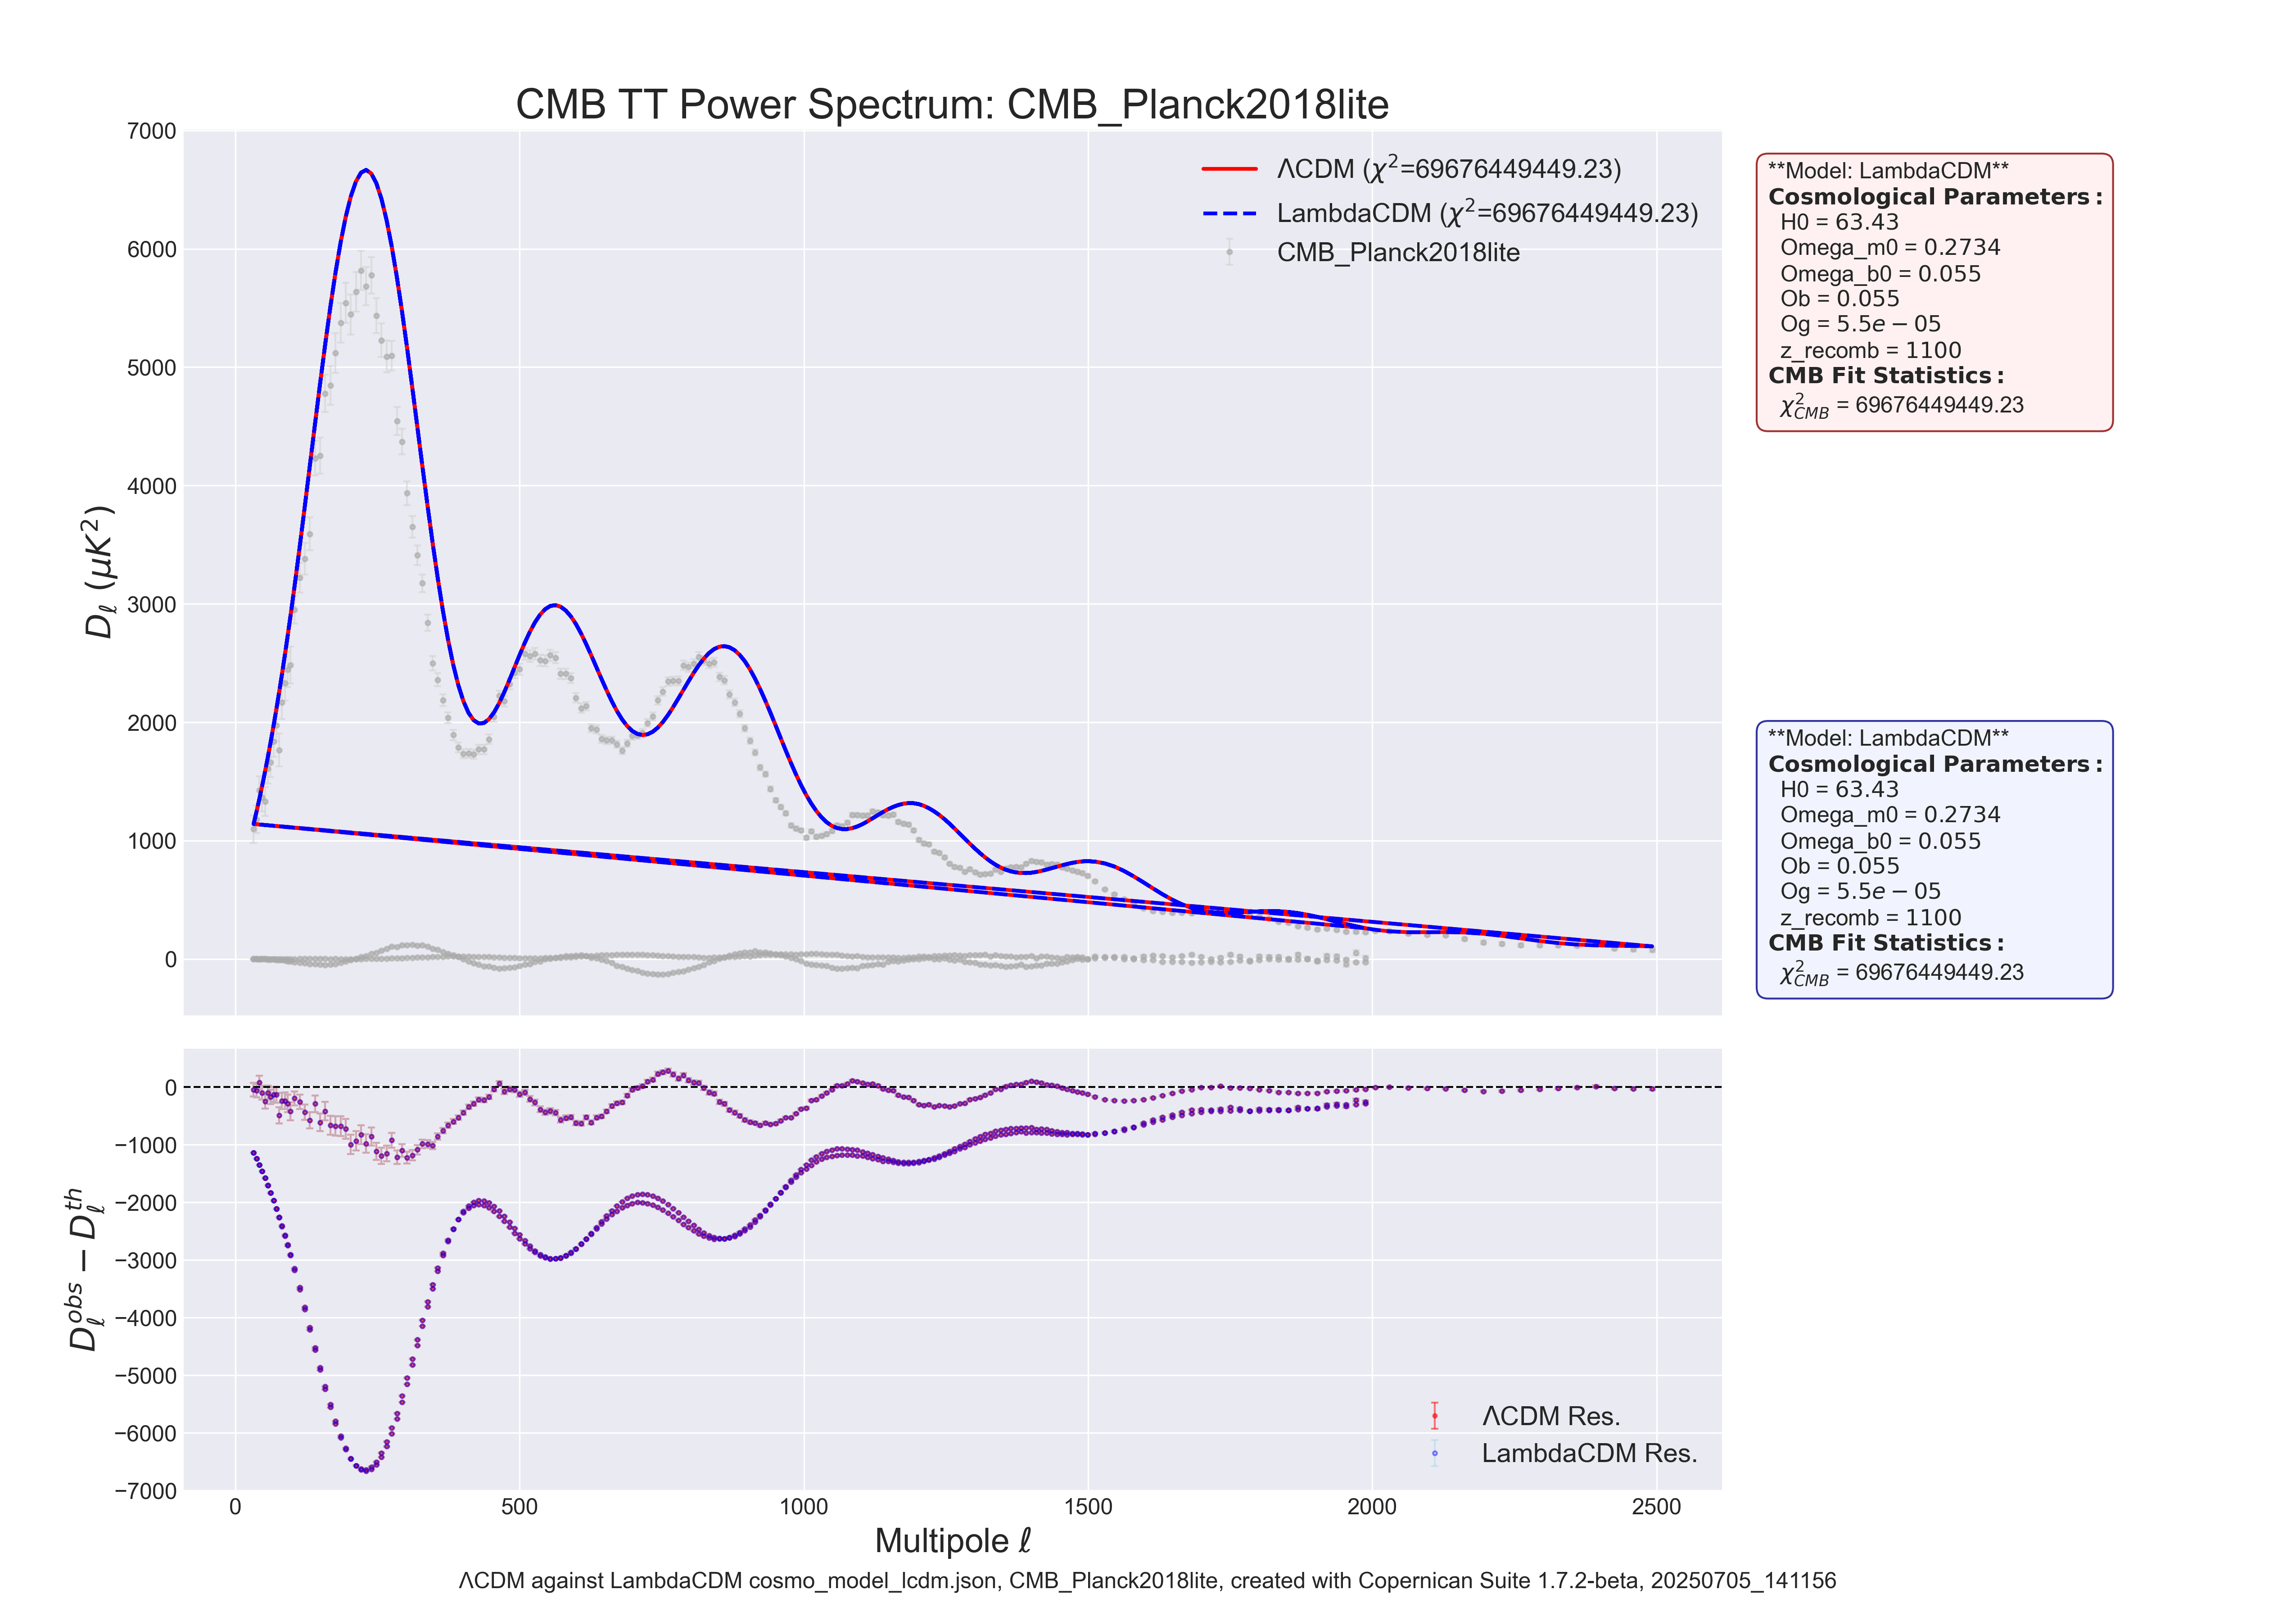 CMB TT Power Spectrum: CMB_Planck2018lite
7000
6000
5000
4000
3000
2000
1000
0
Dℓ (μK²)
ΛCDM (χ²=69676449449.23)
LambdaCDM (χ²=69676449449.23)
CMB_Planck2018lite
**Model: LambdaCDM**
Cosmological Parameters:
H0 = 63.43
Omega_m0 = 0.2734
Omega_b0 = 0.055
Ob = 0.055
Og = 5.5e − 05
z_recomb = 1100
CMB Fit Statistics:
χ²CMB = 69676449449.23
**Model: LambdaCDM**
Cosmological Parameters:
H0 = 63.43
Omega_m0 = 0.2734
Omega_b0 = 0.055
Ob = 0.055
Og = 5.5e − 05
z_recomb = 1100
CMB Fit Statistics:
χ²CMB = 69676449449.23
0
−1000
−2000
−3000
−4000
−5000
−6000
−7000
Dℓ^obs − Dℓ^th
ΛCDM Res.
LambdaCDM Res.
0 500 1000 1500 2000 2500
Multipole ℓ
ΛCDM against LambdaCDM cosmo_model_lcdm.json, CMB_Planck2018lite, created with Copernican Suite 1.7.2-beta, 20250705_141156